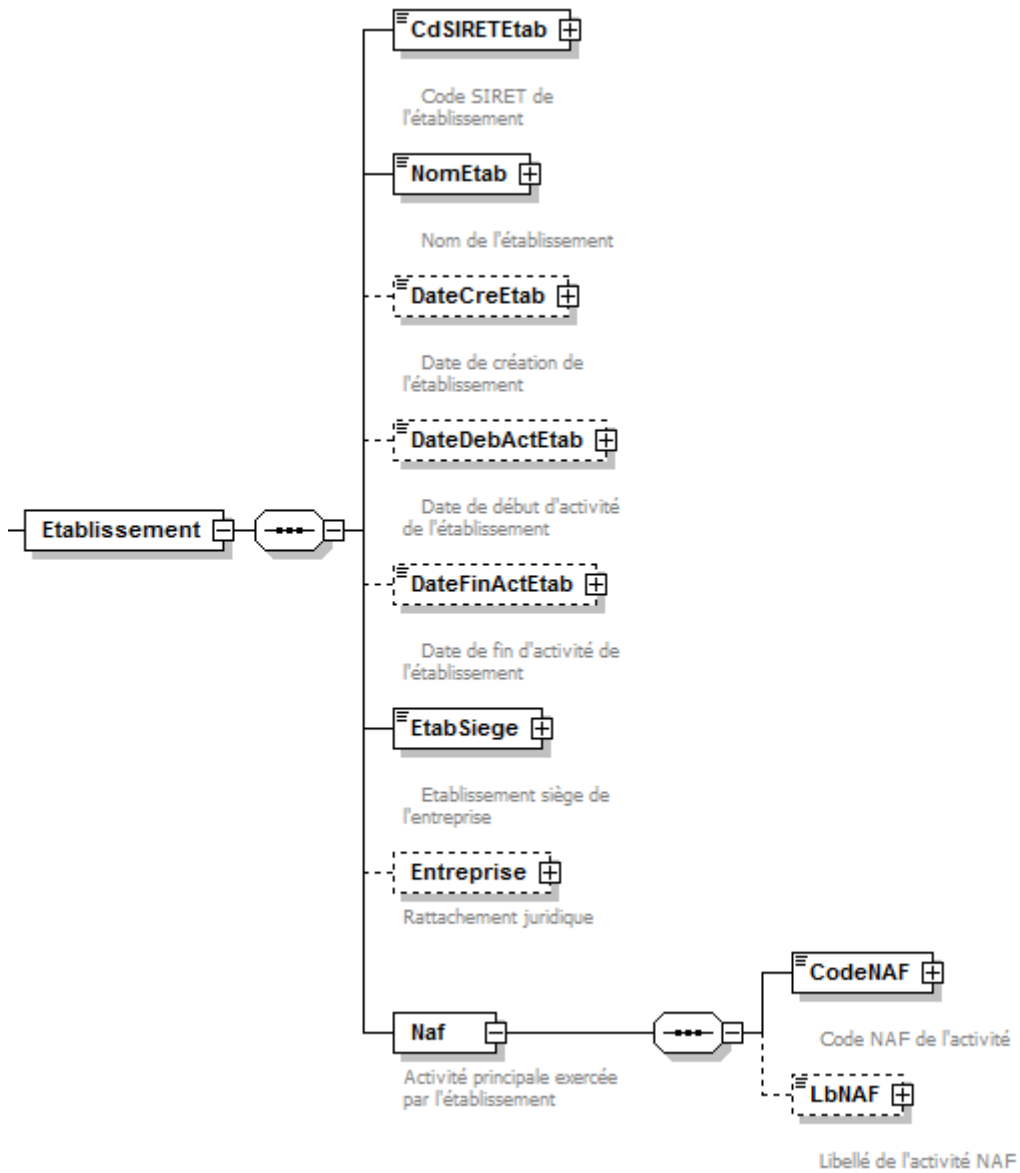 CdSIRETEtab
Code SIRET de
l'établissement
NomEtab
Nom de l'établissement
DateCreEtab
Date de création de
l'établissement
DateDebActEtab
Date de début d'activité
de l'établissement
Etablissement
DateFinActEtab
Date de fin d'activité de
l'établissement
EtabSiege
Etablissement siège de
l'entreprise
Entreprise
Rattachement juridique
Naf
Activité principale exercée
par l'établissement
CodeNAF
Code NAF de l'activité
LbNAF
Libellé de l'activité NAF